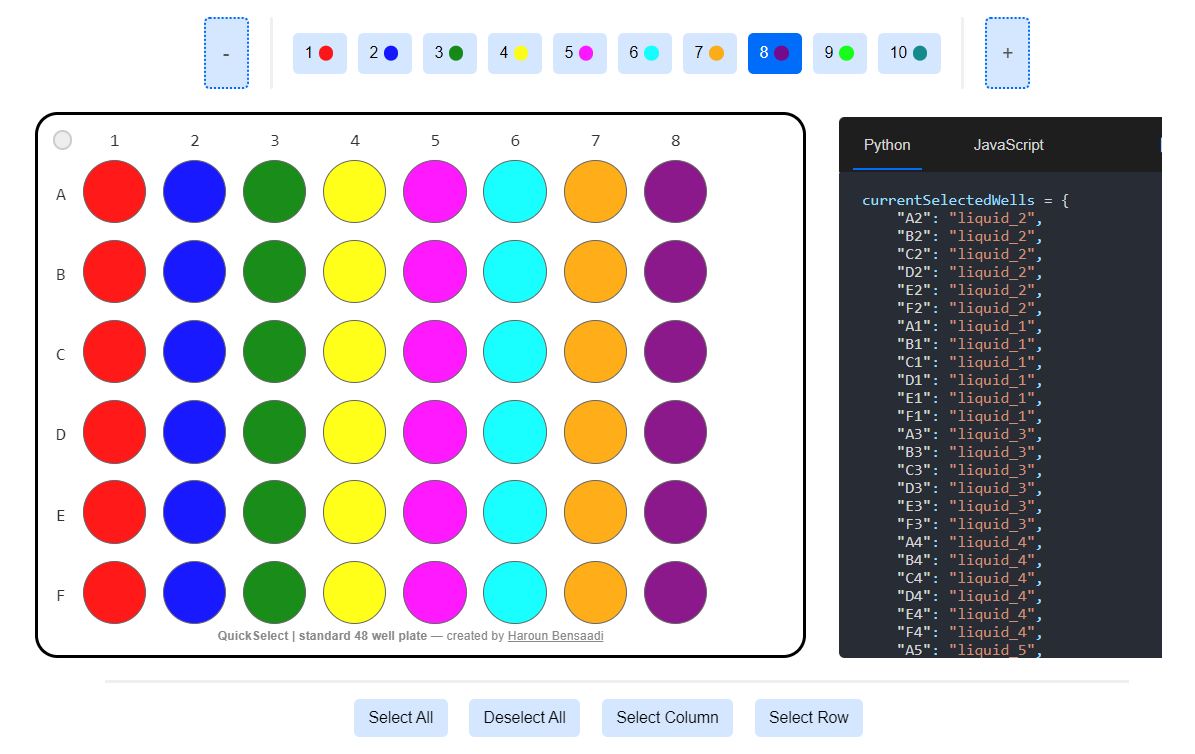 - 1 2 3 4 5 6 7 8 9 10 +
1 2 3 4 5 6 7 8
A
B
C
D
E
F
QuickSelect | standard 48 well plate — created by Haroun Bensaadi
Python JavaScript
currentSelectedWells = {
"A2": "liquid_2",
"B2": "liquid_2",
"C2": "liquid_2",
"D2": "liquid_2",
"E2": "liquid_2",
"F2": "liquid_2",
"A1": "liquid_1",
"B1": "liquid_1",
"C1": "liquid_1",
"D1": "liquid_1",
"E1": "liquid_1",
"F1": "liquid_1",
"A3": "liquid_3",
"B3": "liquid_3",
"C3": "liquid_3",
"D3": "liquid_3",
"E3": "liquid_3",
"F3": "liquid_3",
"A4": "liquid_4",
"B4": "liquid_4",
"C4": "liquid_4",
"D4": "liquid_4",
"E4": "liquid_4",
"F4": "liquid_4",
"A5": "liquid_5",
Select All Deselect All Select Column Select Row